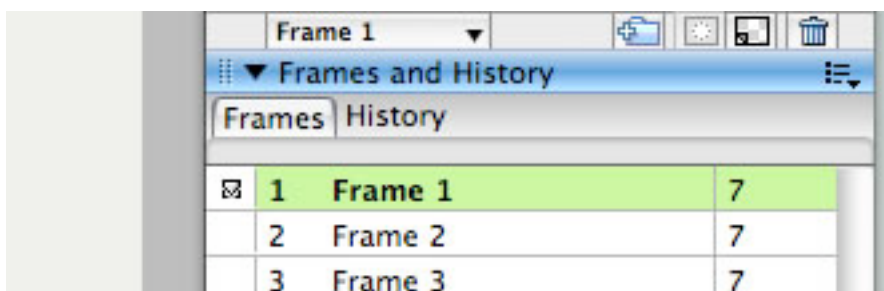 Frame 1
Frames and History
Frames History
1 Frame 1 7
2 Frame 2 7
3 Frame 3 7